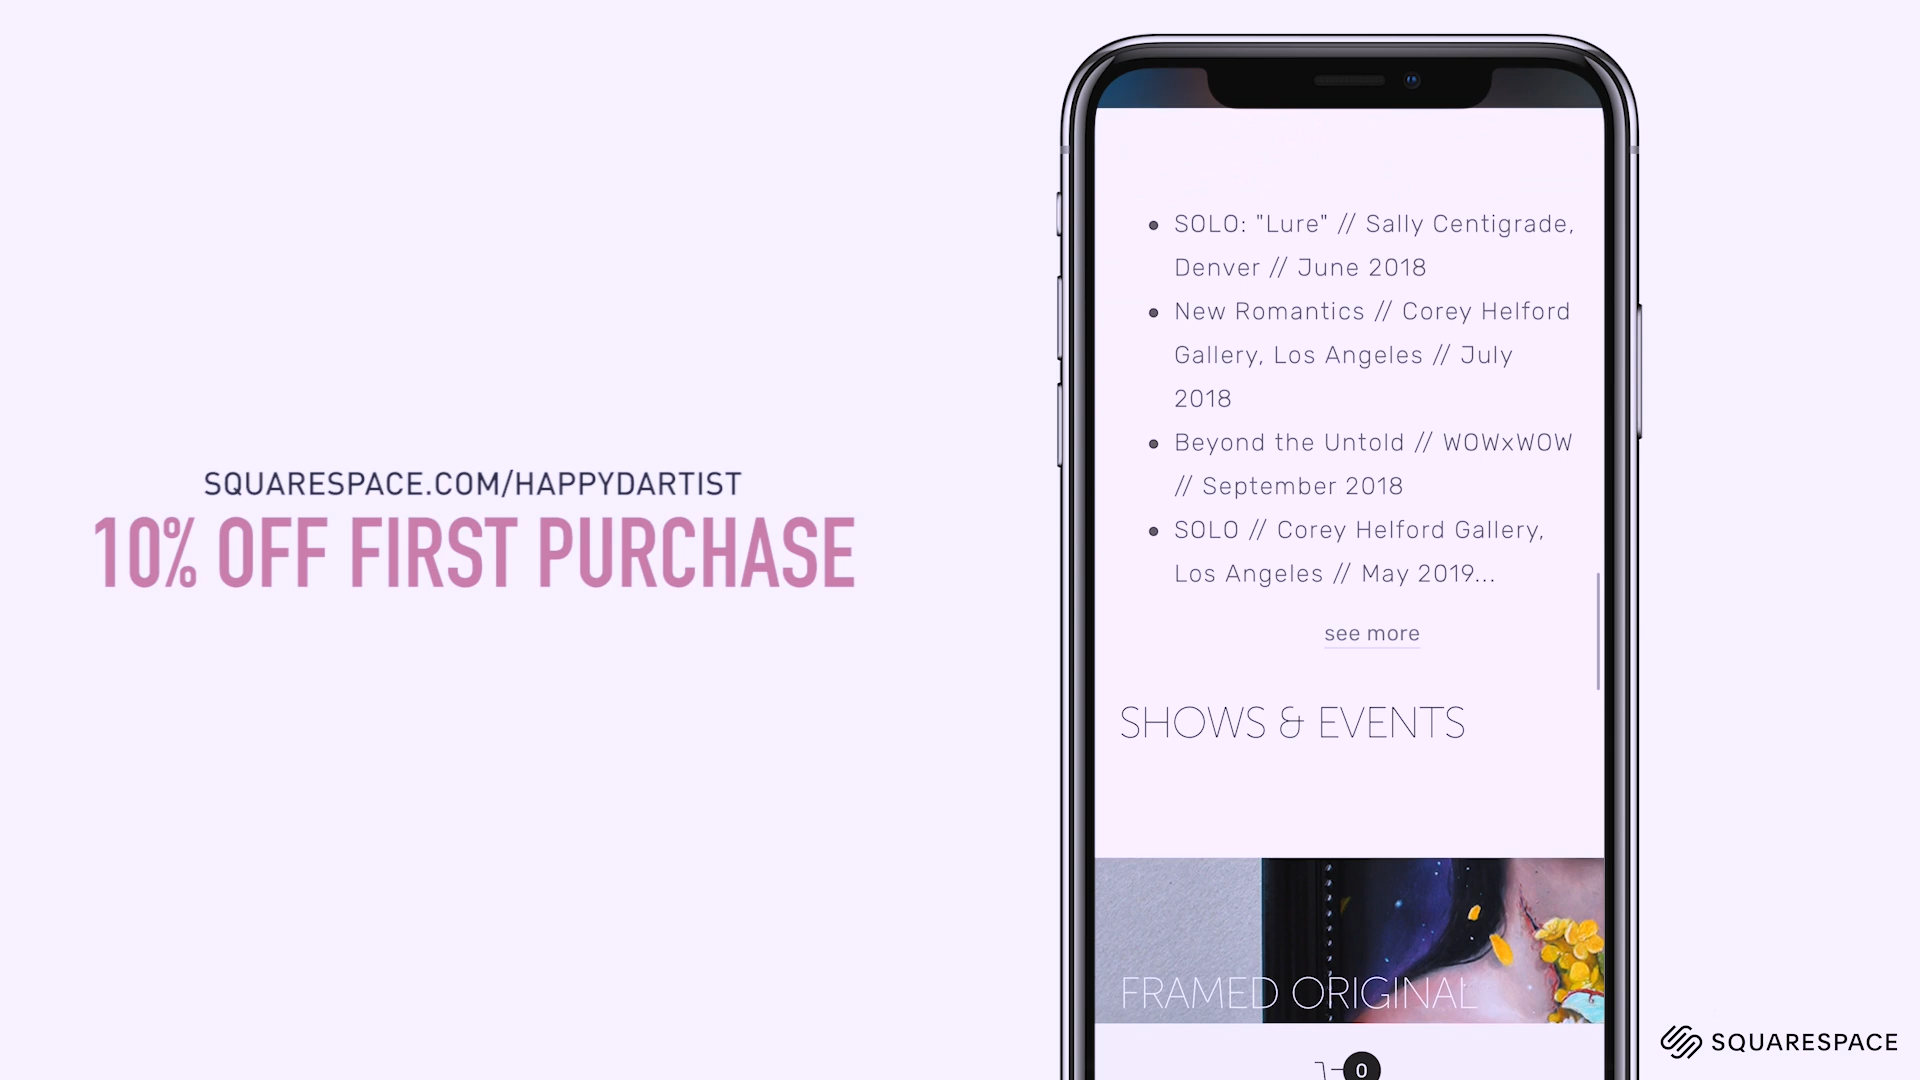 SQUARESPACE.COM/HAPPYDARTIST
10% OFF FIRST PURCHASE
SOLO: "Lure" // Sally Centigrade,
Denver // June 2018
New Romantics // Corey Helford
Gallery, Los Angeles // July
2018
Beyond the Untold // WOWxWOW
// September 2018
SOLO // Corey Helford Gallery,
Los Angeles // May 2019...
see more
SHOWS & EVENTS
FRAMED ORIGINAL
0
SQUARESPACE